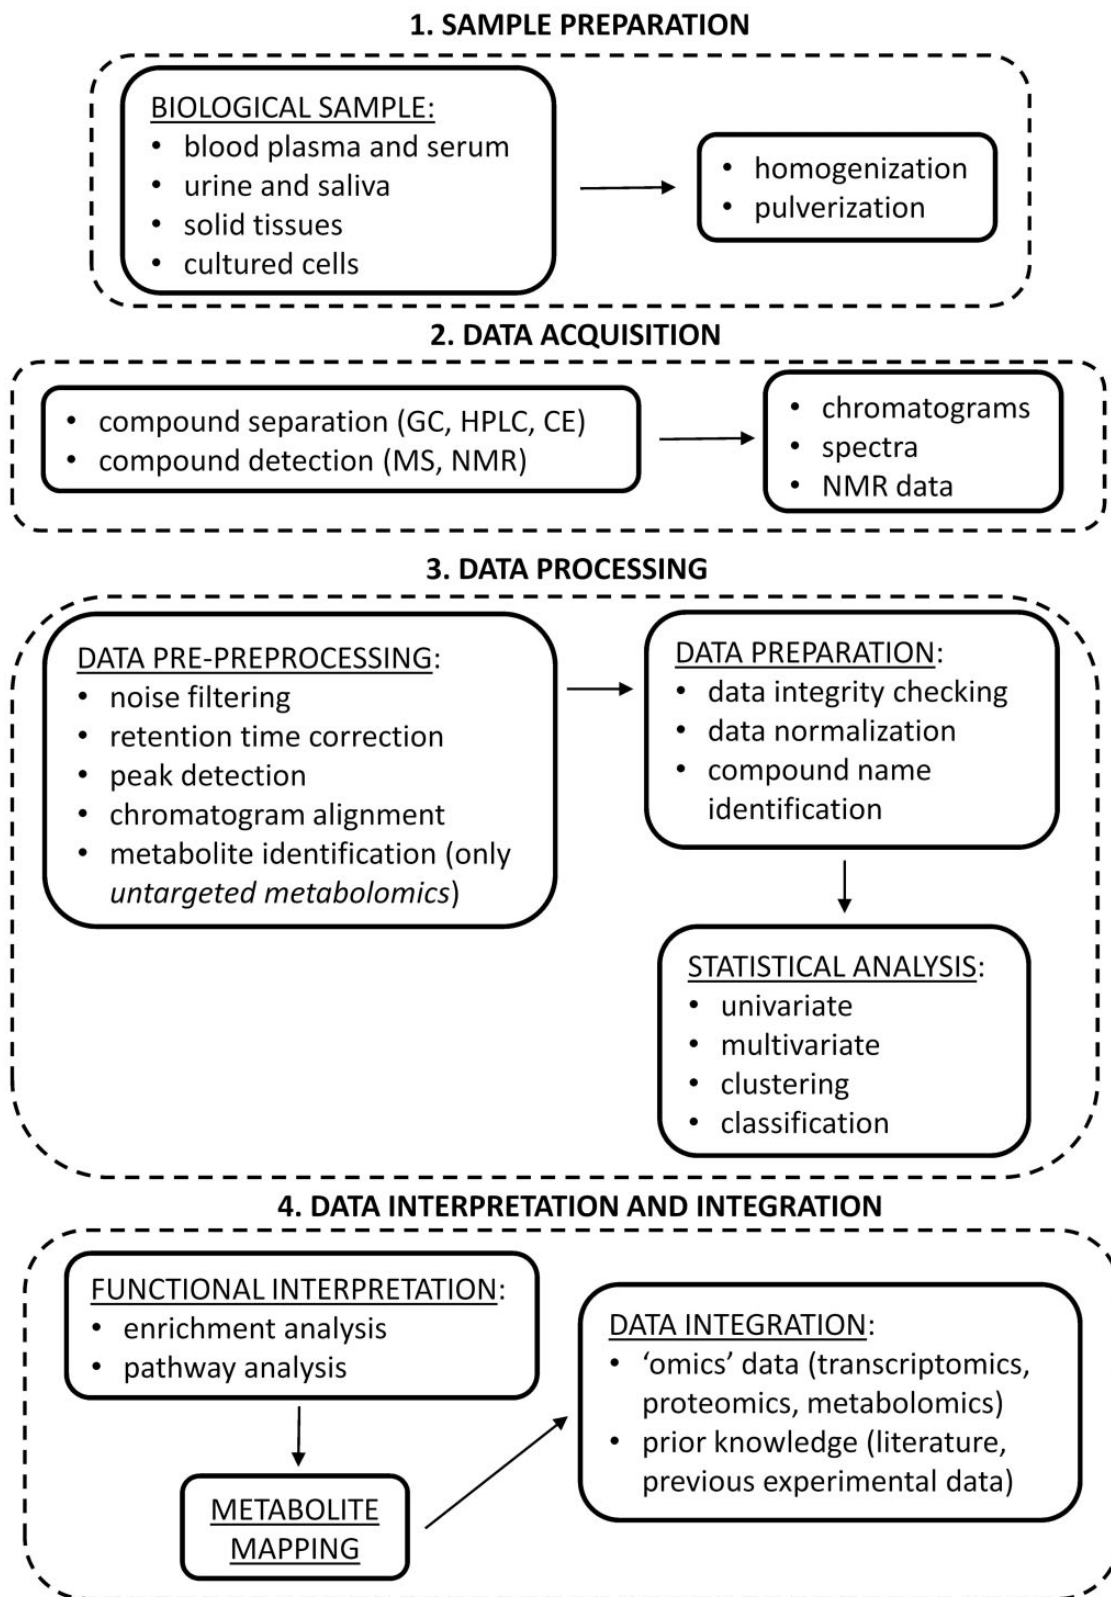 1. SAMPLE PREPARATION
BIOLOGICAL SAMPLE:
• blood plasma and serum
• urine and saliva
• solid tissues
• cultured cells
• homogenization
• pulverization
2. DATA ACQUISITION
• compound separation (GC, HPLC, CE)
• compound detection (MS, NMR)
• chromatograms
• spectra
• NMR data
3. DATA PROCESSING
DATA PRE-PREPROCESSING:
• noise filtering
• retention time correction
• peak detection
• chromatogram alignment
• metabolite identification (only
untargeted metabolomics)
DATA PREPARATION:
• data integrity checking
• data normalization
• compound name
identification
STATISTICAL ANALYSIS:
• univariate
• multivariate
• clustering
• classification
4. DATA INTERPRETATION AND INTEGRATION
FUNCTIONAL INTERPRETATION:
• enrichment analysis
• pathway analysis
METABOLITE
MAPPING
DATA INTEGRATION:
• ‘omics’ data (transcriptomics,
proteomics, metabolomics)
• prior knowledge (literature,
previous experimental data)